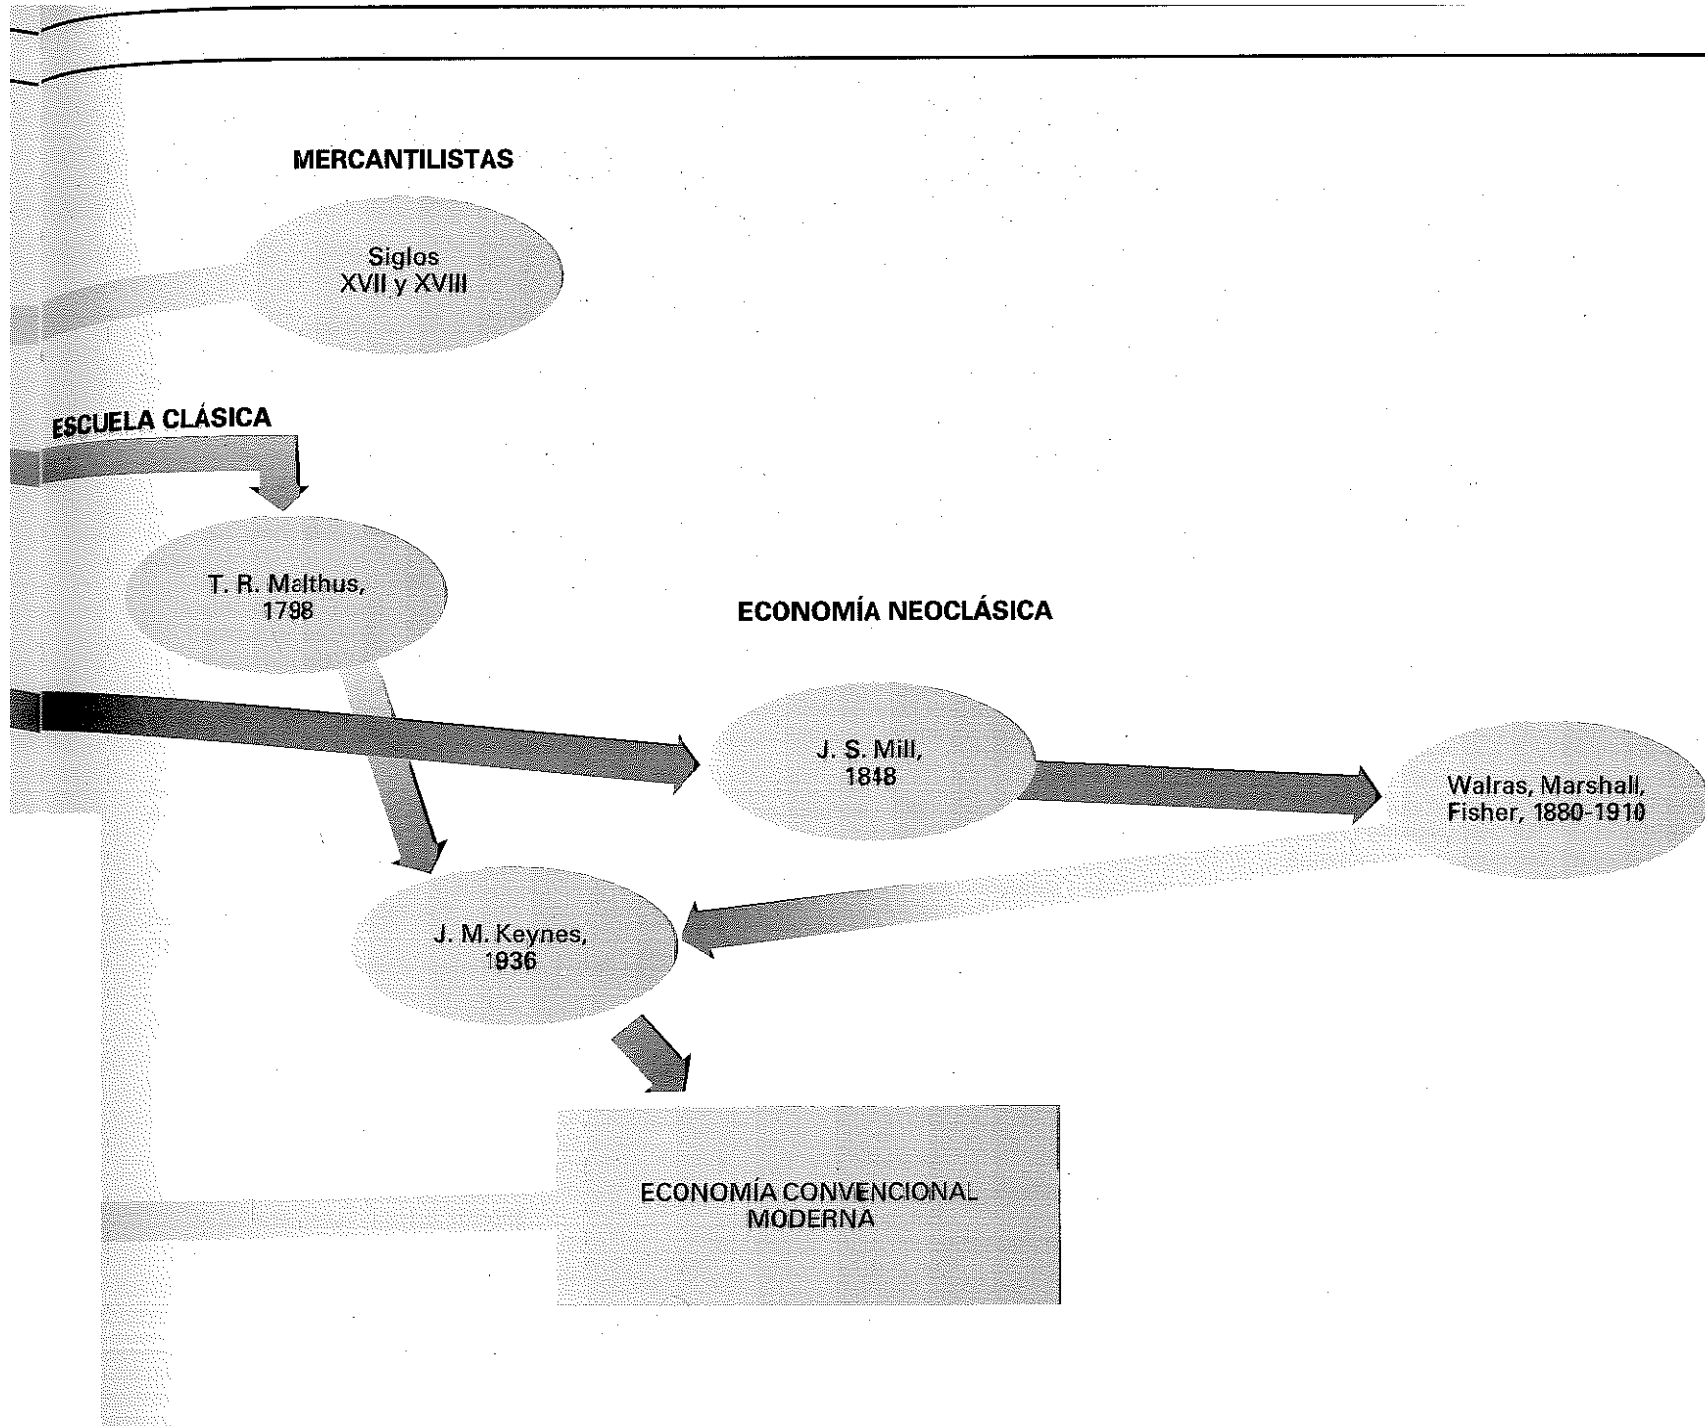 MERCANTILISTAS
Siglos
XVII y XVIII
ESCUELA CLÁSICA
T. R. Malthus,
1798
ECONOMÍA NEOCLÁSICA
J. S. Mill,
1848
Walras, Marshall,
Fisher, 1880-1910
J. M. Keynes,
1936
ECONOMÍA CONVENCIONAL
MODERNA